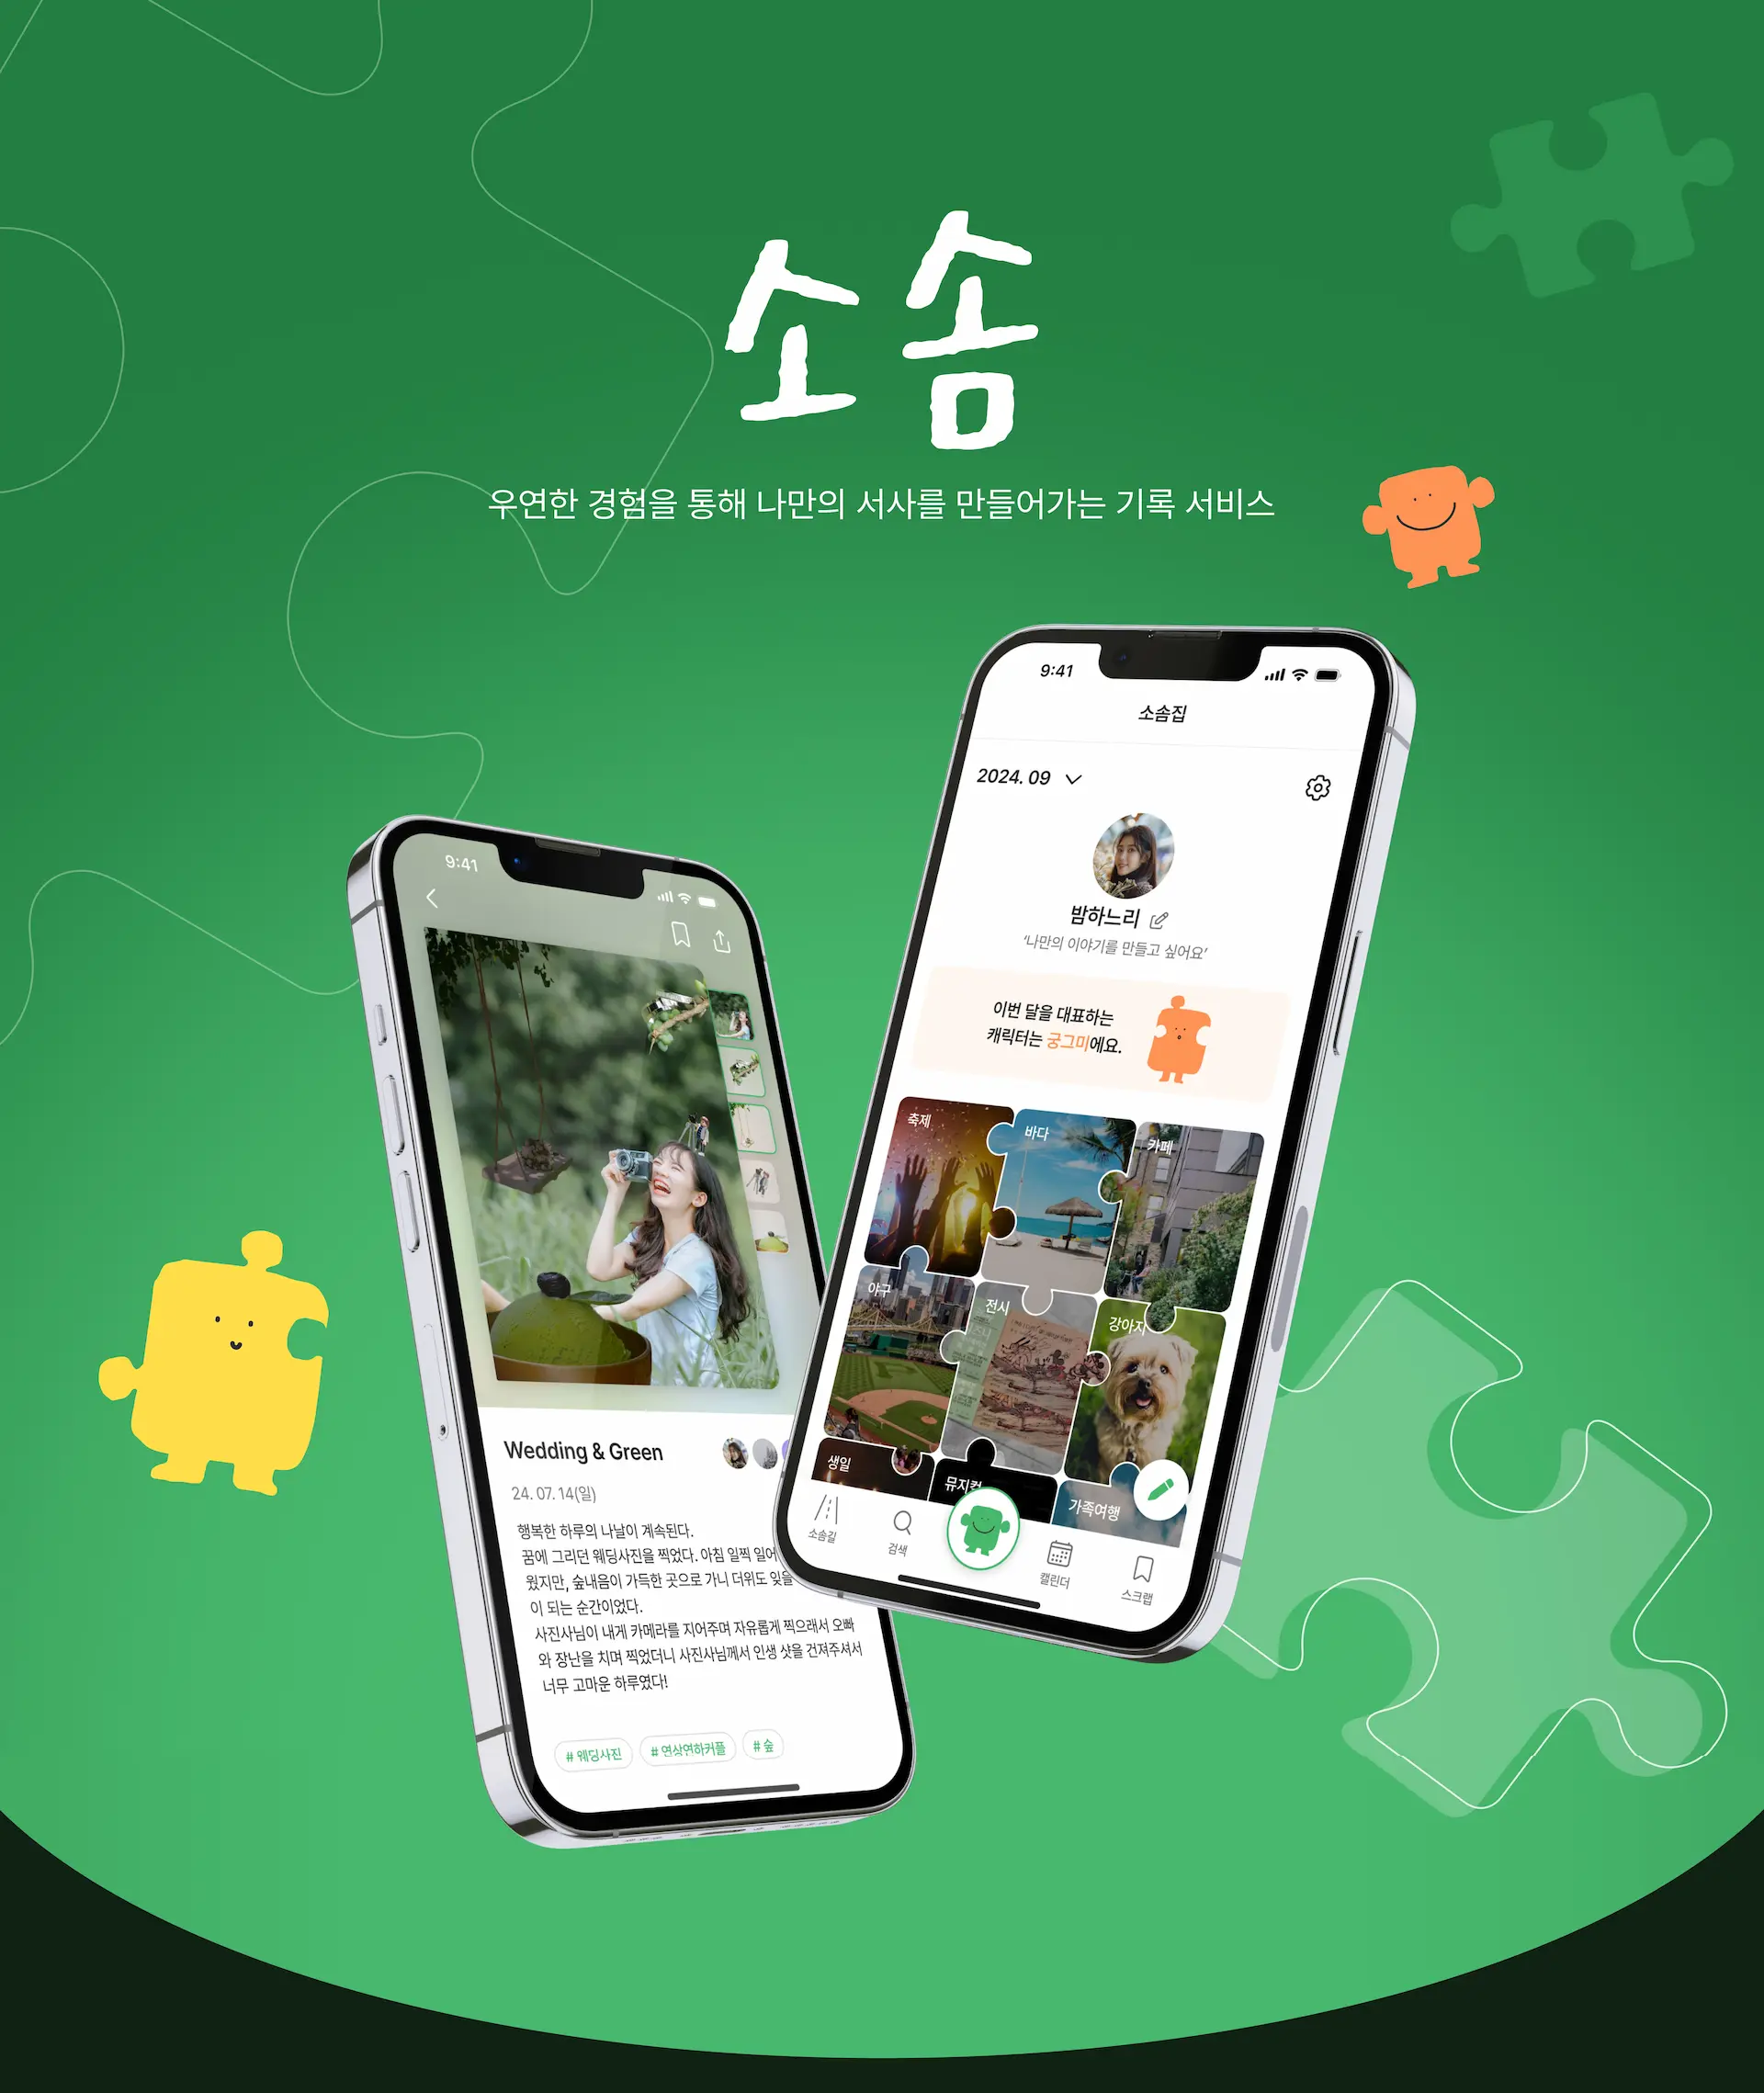 소솜
우연한 경험을 통해 나만의 서사를 만들어가는 기록 서비스
9:41
소솜집
2024. 09
밤하느리
‘나만의 이야기를 만들고 싶어요’
이번 달을 대표하는
캐릭터는 궁그미에요.
축제
바다
카페
야구
전시
강아지
생일
뮤지컬
가족여행
소솜길
검색
캘린더
스크랩
9:41
Wedding & Green
24. 07. 14(일)
행복한 하루의 나날이 계속된다.
꿈에 그리던 웨딩사진을 찍었다. 아침 일찍 일어
웠지만, 숲내음이 가득한 곳으로 가니 더위도 잊을
이 되는 순간이었다.
사진사님이 내게 카메라를 지어주며 자유롭게 찍으래서 오빠
와 장난을 치며 찍었더니 사진사님께서 인생 샷을 건져주셔서
너무 고마운 하루였다!
# 웨딩사진
# 연상연하커플
# 숲